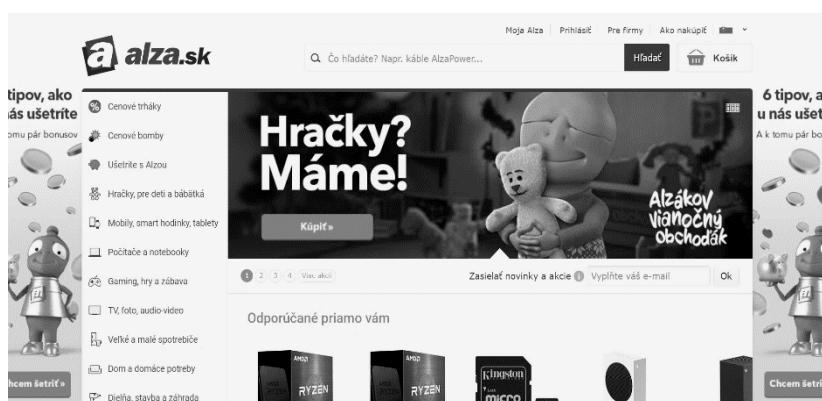 Moja Alza Prihlásiť Pre firmy Ako nakúpiť
alza.sk
Čo hľadáte? Napr. káble AlzaPower...
Hľadať
Košík
tipov, ako
nás ušetríte
omu pár bonusov
Chcem šetriť »
Cenové trháky
Cenové bomby
Ušetrite s Alzou
Hračky, pre deti a bábätká
Mobily, smart hodinky, tablety
Počítače a notebooky
Gaming, hry a zábava
TV, foto, audio-video
Veľké a malé spotrebiče
Dom a domáce potreby
Dielňa, stavba a záhrada
Hračky?
Máme!
Kúpiť »
Alzákov
Vianočný
obchoďák
1 2 3 4 Viac akcií
Zasielať novinky a akcie
Vyplňte váš e-mail
Ok
Odporúčané priamo vám
AMD
RYZEN
AMD
RYZEN
Kingston
micro
6 tipov, a
u nás ušet
A k tomu pár bo
Chcem šetri